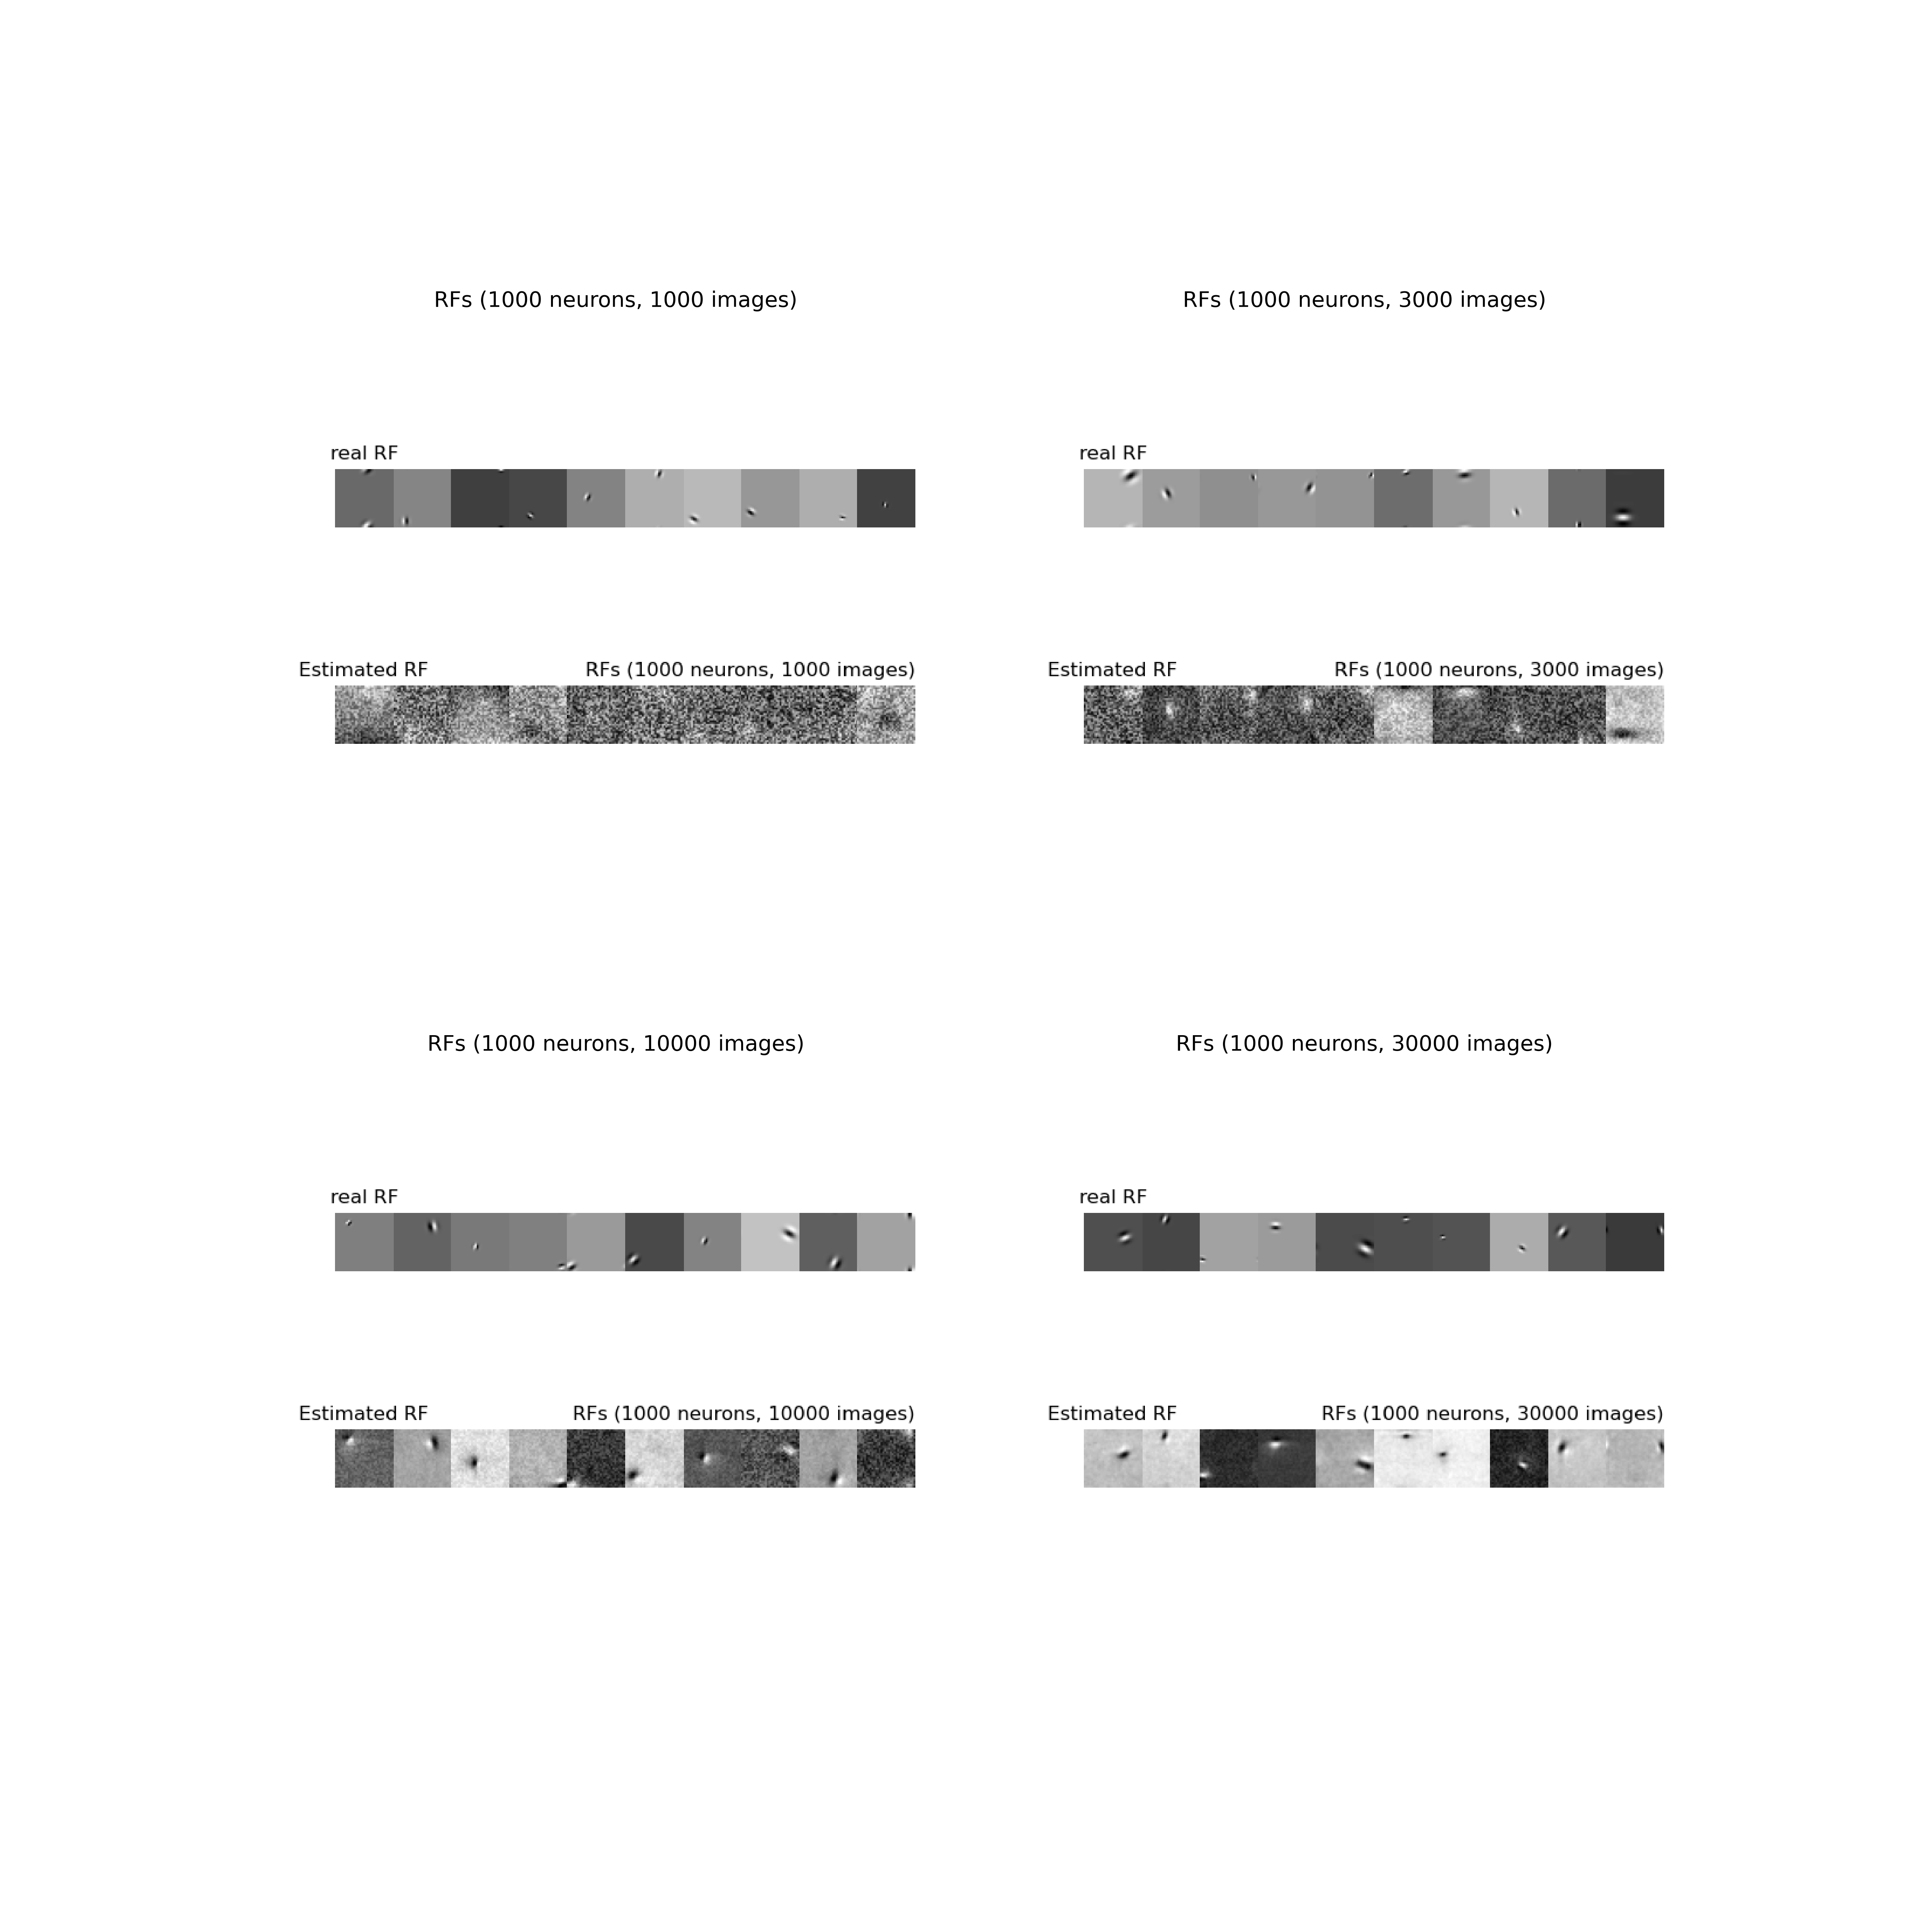 RFs (1000 neurons, 1000 images)
real RF
Estimated RF
RFs (1000 neurons, 1000 images)
RFs (1000 neurons, 3000 images)
real RF
Estimated RF
RFs (1000 neurons, 3000 images)
RFs (1000 neurons, 10000 images)
real RF
Estimated RF
RFs (1000 neurons, 10000 images)
RFs (1000 neurons, 30000 images)
real RF
Estimated RF
RFs (1000 neurons, 30000 images)